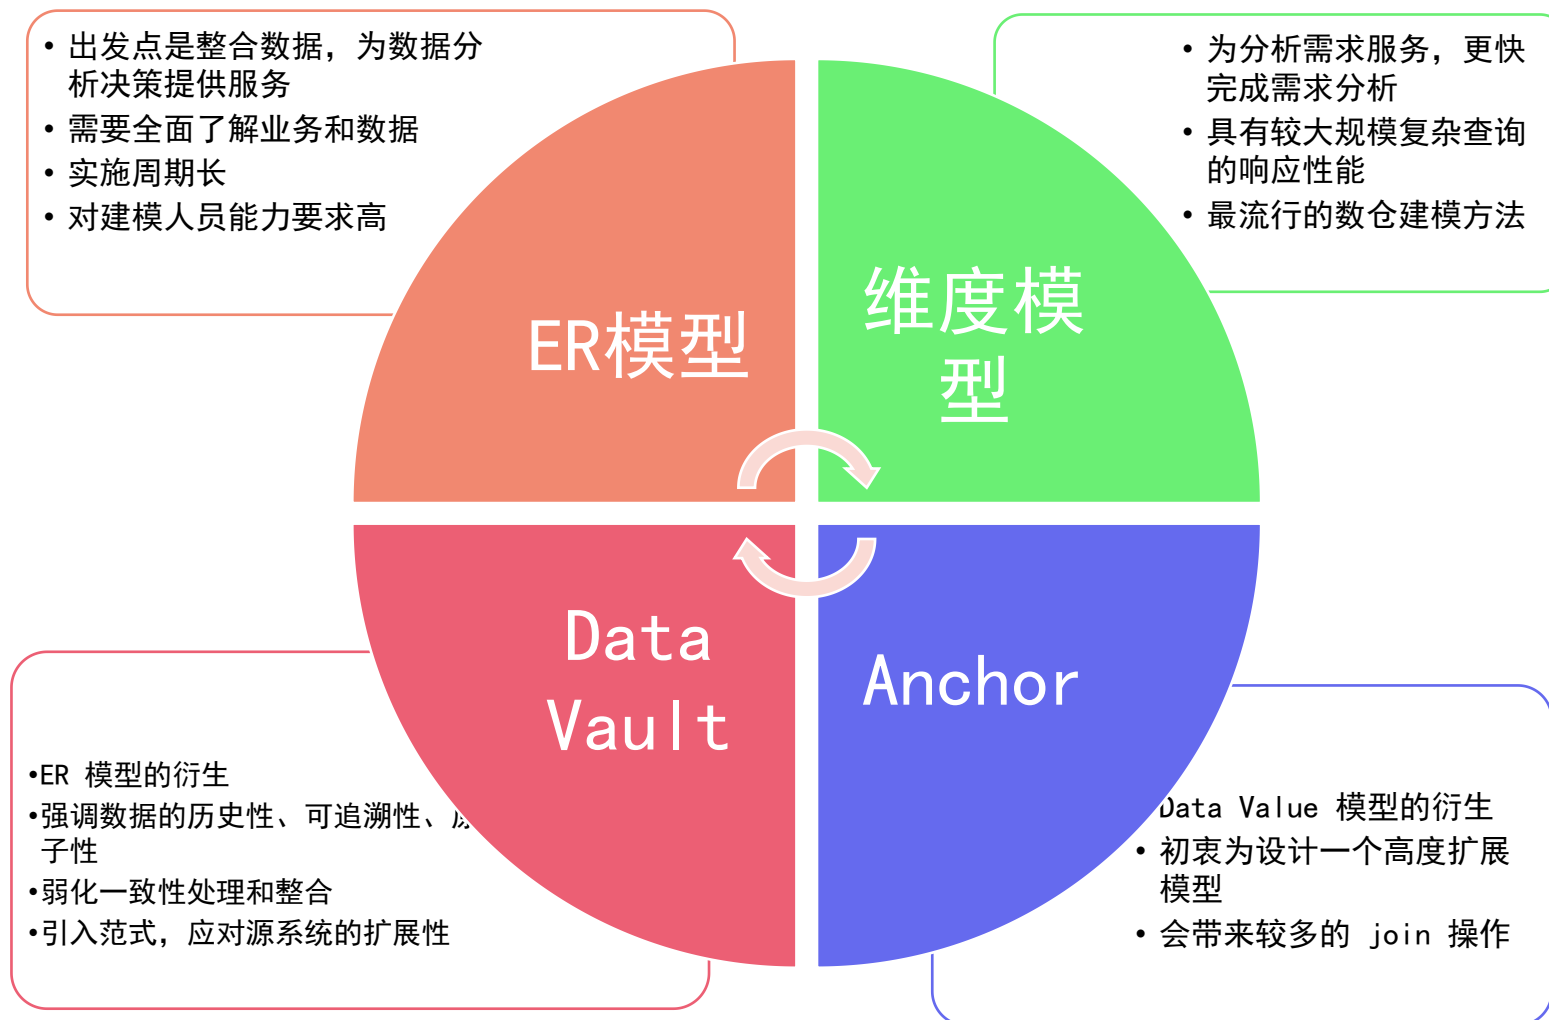 • 出发点是整合数据，为数据分
析决策提供服务
• 需要全面了解业务和数据
• 实施周期长
• 对建模人员能力要求高
• 为分析需求服务，更快
完成需求分析
• 具有较大规模复杂查询
的响应性能
• 最流行的数仓建模方法
ER模型
维度模
型
Data
Vault
Anchor
•ER 模型的衍生
•强调数据的历史性、可追溯性、原
子性
•弱化一致性处理和整合
•引入范式，应对源系统的扩展性
Data Value 模型的衍生
• 初衷为设计一个高度扩展
模型
• 会带来较多的 join 操作